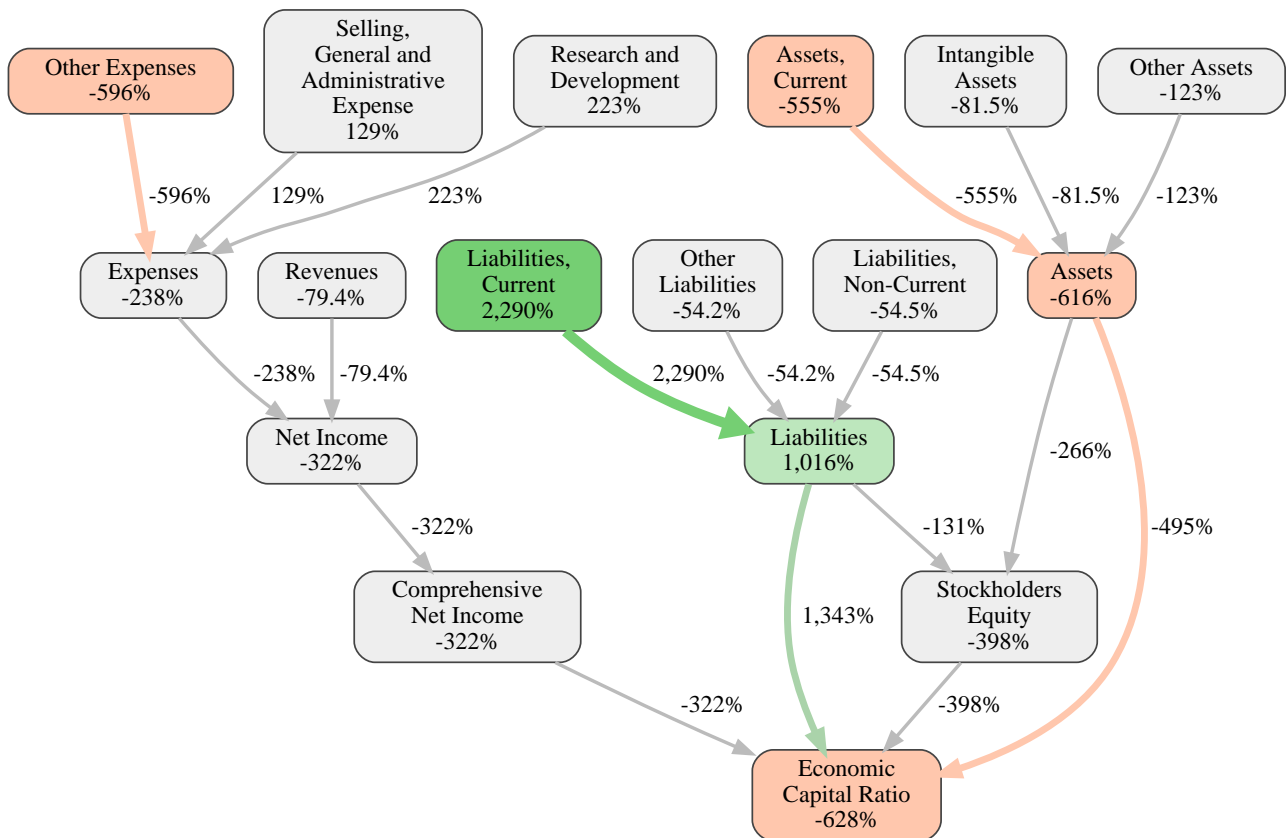 Other Expenses
-596%
Selling,
General and
Administrative
Expense
129%
Research and
Development
223%
Assets,
Current
-555%
Intangible
Assets
-81.5%
Other Assets
-123%
-596%
129%
223%
-555%
-81.5%
-123%
Expenses
-238%
Revenues
-79.4%
Liabilities,
Current
2,290%
Other
Liabilities
-54.2%
Liabilities,
Non-Current
-54.5%
Assets
-616%
-238%
-79.4%
2,290%
-54.2%
-54.5%
Net Income
-322%
Liabilities
1,016%
-266%
-322%
-131%
-495%
Comprehensive
Net Income
-322%
1,343%
Stockholders
Equity
-398%
-322%
-398%
Economic
Capital Ratio
-628%